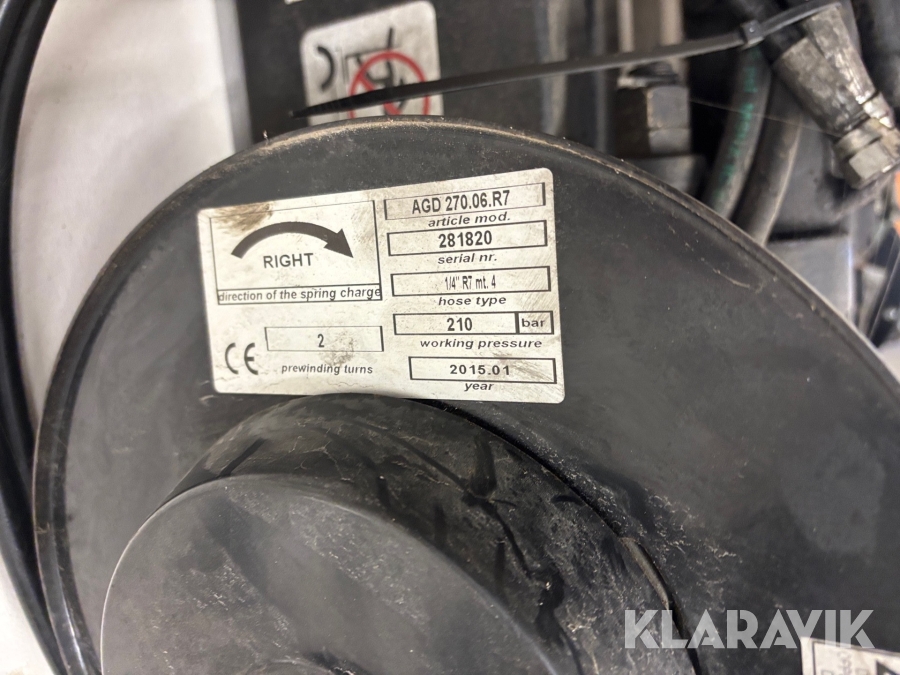 RIGHT
direction of the spring charge
CE
2
prewinding turns
AGD 270.06.R7
article mod.
281820
serial nr.
1/4" R7 mt. 4
hose type
210 bar
working pressure
2015.01
year
KLARAVIK